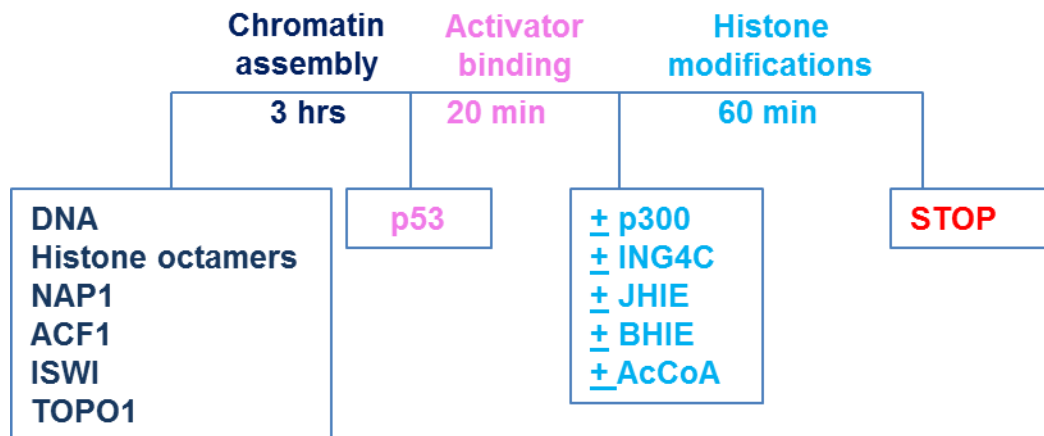 Chromatin assembly
Activator binding
Histone modifications
3 hrs
20 min
60 min
DNA
Histone octamers
NAP1
ACF1
ISWI
TOPO1
p53
± p300
± ING4C
± JHIE
± BHIE
± AcCoA
STOP